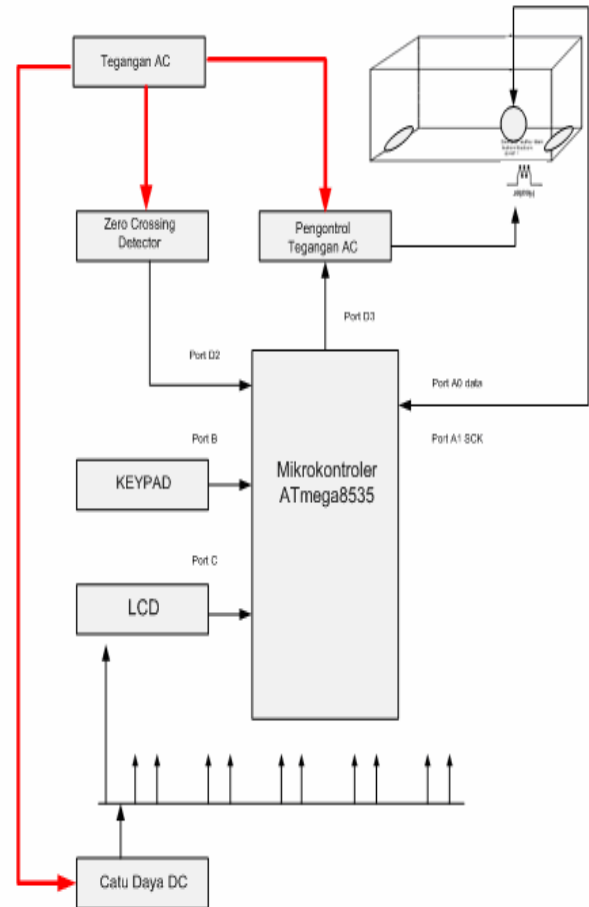 Tegangan AC
Zero Crossing
Detector
Pengontrol
Tegangan AC
Heater
Port D3
Port D2
Port A0 data
Port B
Port A1 SCK
Mikrokontroler
ATmega8535
KEYPAD
Port C
LCD
Catu Daya DC